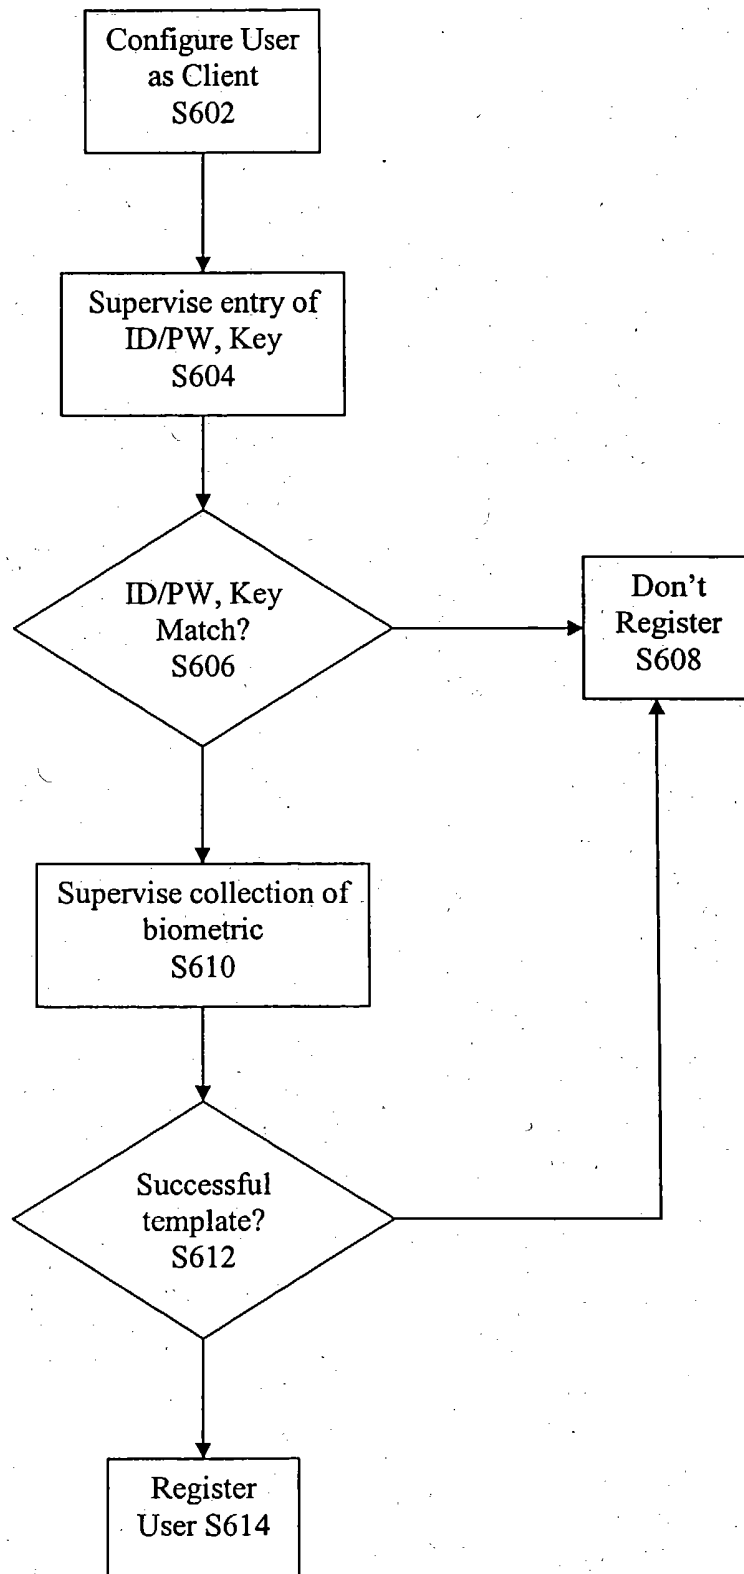 Configure User
as Client
S602
Supervise entry of
ID/PW, Key
S604
ID/PW, Key
Match?
S606
Don't
Register
S608
Supervise collection of
biometric
S610
Successful
template?
S612
Register
User S614